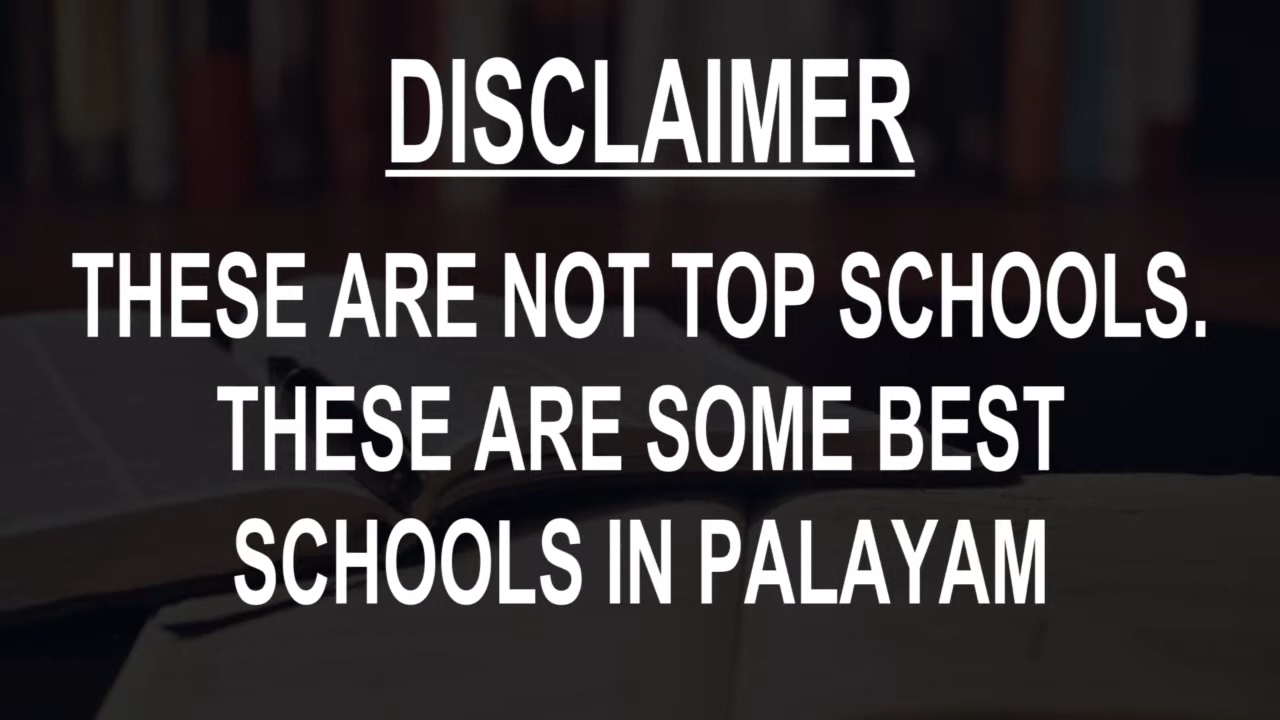 DISCLAIMER
THESE ARE NOT TOP SCHOOLS.
THESE ARE SOME BEST
SCHOOLS IN PALAYAM